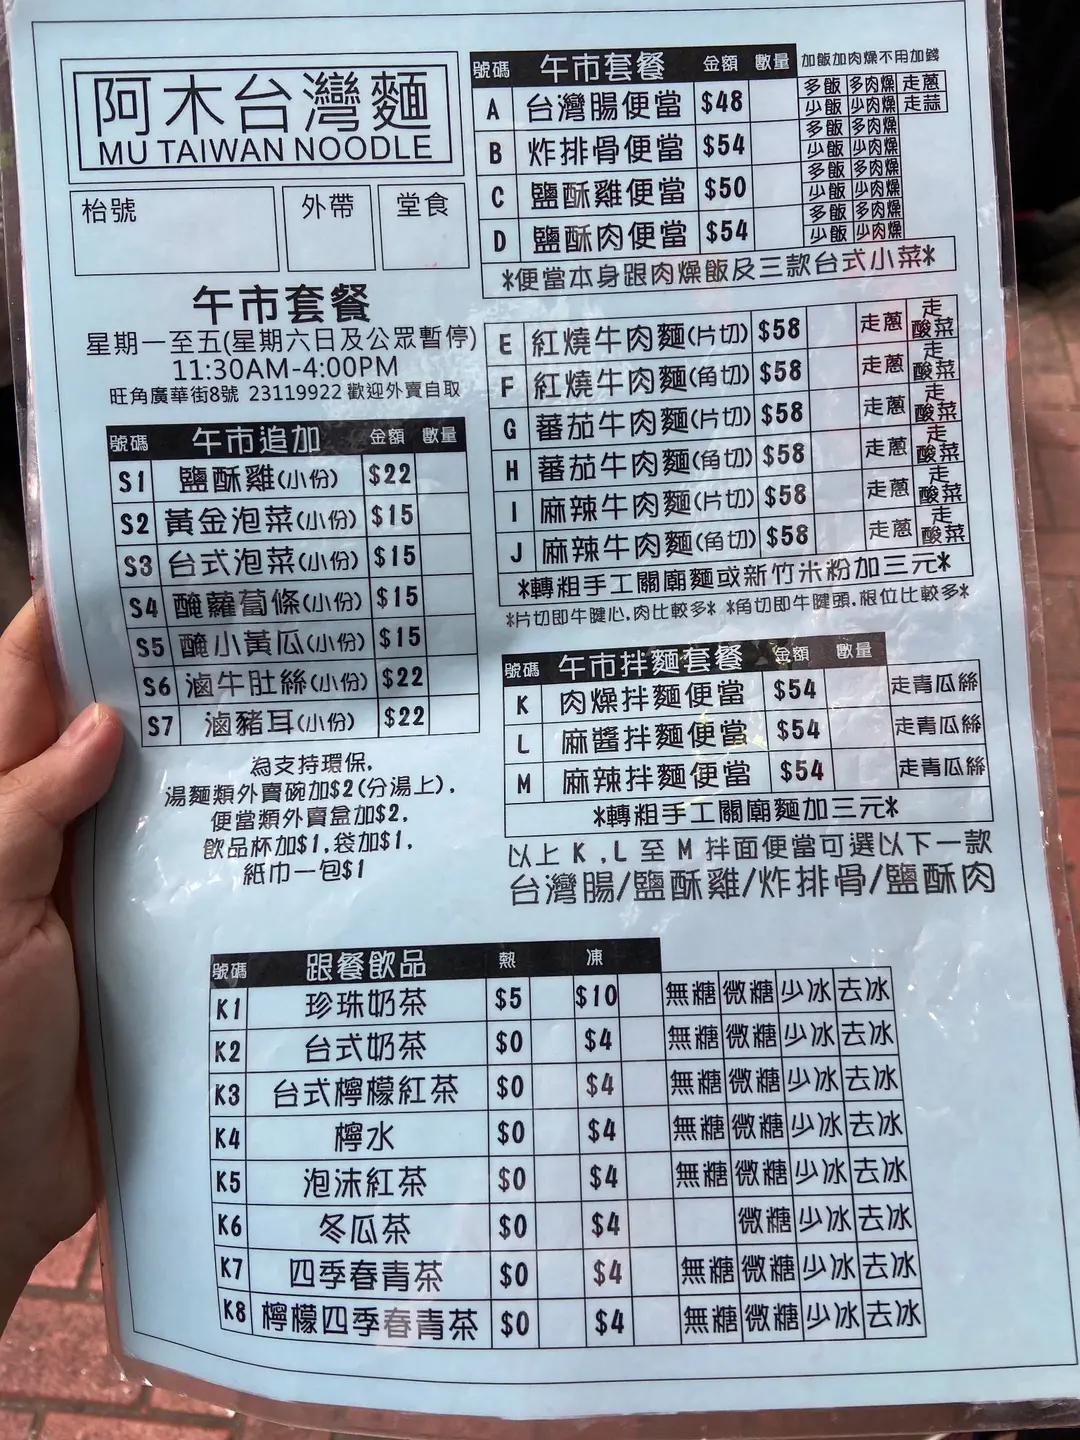 阿木台灣麵
MU TAIWAN NOODLE
枱號 外帶 堂食
午市套餐
星期一至五(星期六日及公眾暫停)
11:30AM-4:00PM
旺角廣華街8號 23119922 歡迎外賣自取
號碼 午市追加 金額 數量
S1 鹽酥雞(小份) $22
S2 黃金泡菜(小份) $15
S3 台式泡菜(小份) $15
S4 醃蘿蔔條(小份) $15
S5 醃小黃瓜(小份) $15
S6 滷牛肚絲(小份) $22
S7 滷豬耳(小份) $22
為支持環保,
湯麵類外賣碗加$2(分湯上),
便當類外賣盒加$2,
飲品杯加$1,袋加$1,
紙巾一包$1
號碼 午市套餐 金額 數量 加飯加肉燥不用加錢
A 台灣腸便當 $48 多飯 多肉燥 走蔥
少飯 少肉燥 走蒜
B 炸排骨便當 $54 多飯 多肉燥
少飯 少肉燥
C 鹽酥雞便當 $50 多飯 多肉燥
少飯 少肉燥
D 鹽酥肉便當 $54 多飯 多肉燥
少飯 少肉燥
*便當本身跟肉燥飯及三款台式小菜*
E 紅燒牛肉麵(片切) $58 走蔥 走酸菜
F 紅燒牛肉麵(角切) $58 走蔥 走酸菜
G 蕃茄牛肉麵(片切) $58 走蔥 走酸菜
H 蕃茄牛肉麵(角切) $58 走蔥 走酸菜
I 麻辣牛肉麵(片切) $58 走蔥 走酸菜
J 麻辣牛肉麵(角切) $58 走蔥 走酸菜
*轉粗手工關廟麵或新竹米粉加三元*
*片切即牛腱心,肉比較多* *角切即牛腱頭,根位比較多*
號碼 午市拌麵套餐 金額 數量
K 肉燥拌麵便當 $54 走青瓜絲
L 麻醬拌麵便當 $54 走青瓜絲
M 麻辣拌麵便當 $54 走青瓜絲
*轉粗手工關廟麵加三元*
以上 K ,L 至 M 拌面便當可選以下一款
台灣腸/鹽酥雞/炸排骨/鹽酥肉
號碼 跟餐飲品 熱 凍
K1 珍珠奶茶 $5 $10 無糖 微糖 少冰 去冰
K2 台式奶茶 $0 $4 無糖 微糖 少冰 去冰
K3 台式檸檬紅茶 $0 $4 無糖 微糖 少冰 去冰
K4 檸水 $0 $4 無糖 微糖 少冰 去冰
K5 泡沫紅茶 $0 $4 無糖 微糖 少冰 去冰
K6 冬瓜茶 $0 $4 微糖 少冰 去冰
K7 四季春青茶 $0 $4 無糖 微糖 少冰 去冰
K8 檸檬四季春青茶 $0 $4 無糖 微糖 少冰 去冰